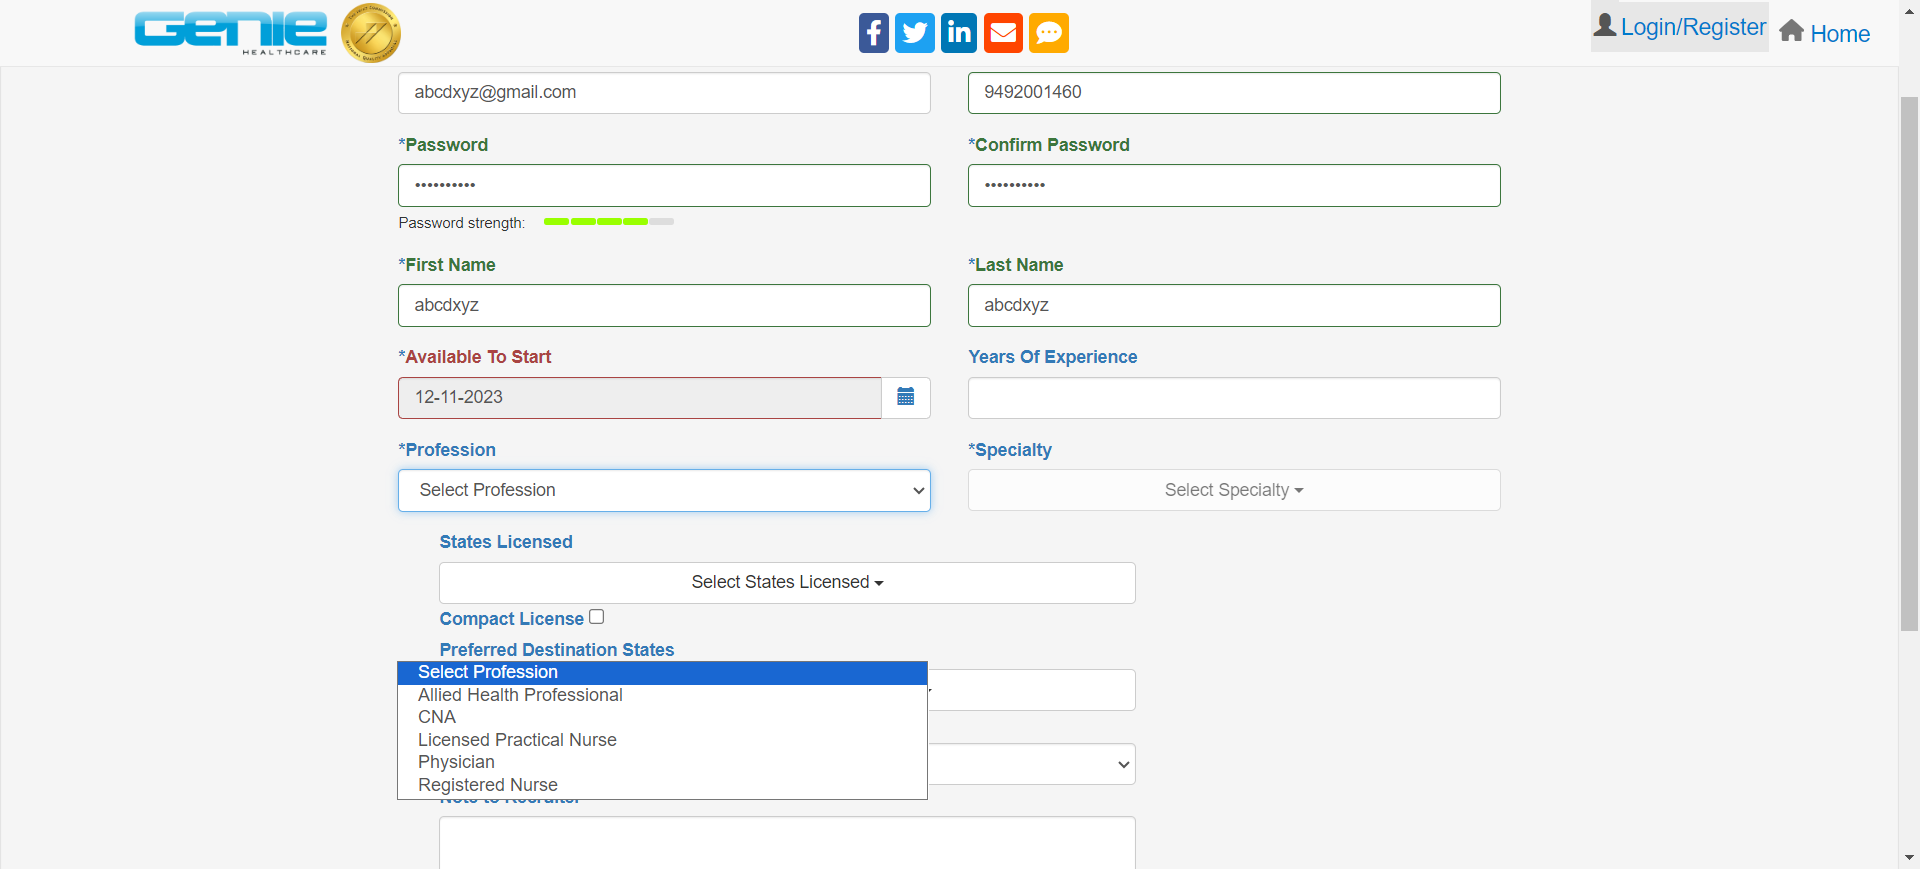 GENIE
HEALTHCARE
Login/Register
Home
abcdxyz@gmail.com
9492001460
*Password
*Confirm Password
••••••••••
••••••••••
Password strength:
*First Name
*Last Name
abcdxyz
abcdxyz
*Available To Start
Years Of Experience
12-11-2023
*Profession
*Specialty
Select Profession
Select Specialty
States Licensed
Select States Licensed
Compact License
Preferred Destination States
Select Profession
Allied Health Professional
CNA
Licensed Practical Nurse
Physician
Registered Nurse
Note to Recruiter